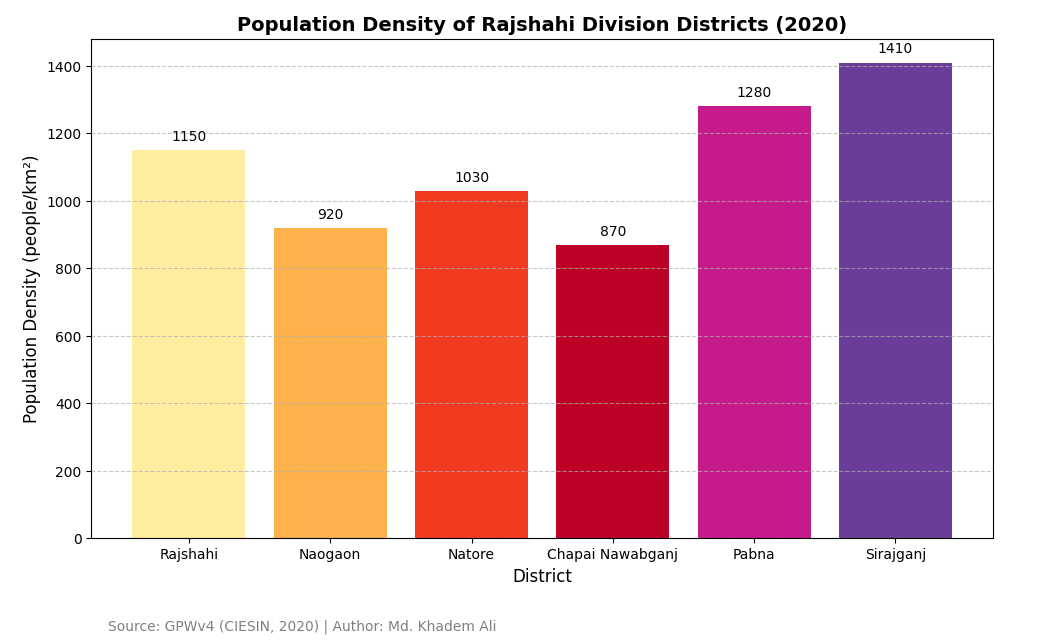 Population Density of Rajshahi Division Districts (2020)
Population Density (people/km²)
1400
1200
1000
800
600
400
200
0
1150
920
1030
870
1280
1410
Rajshahi
Naogaon
Natore
Chapai Nawabganj
Pabna
Sirajganj
District
Source: GPWv4 (CIESIN, 2020) | Author: Md. Khadem Ali